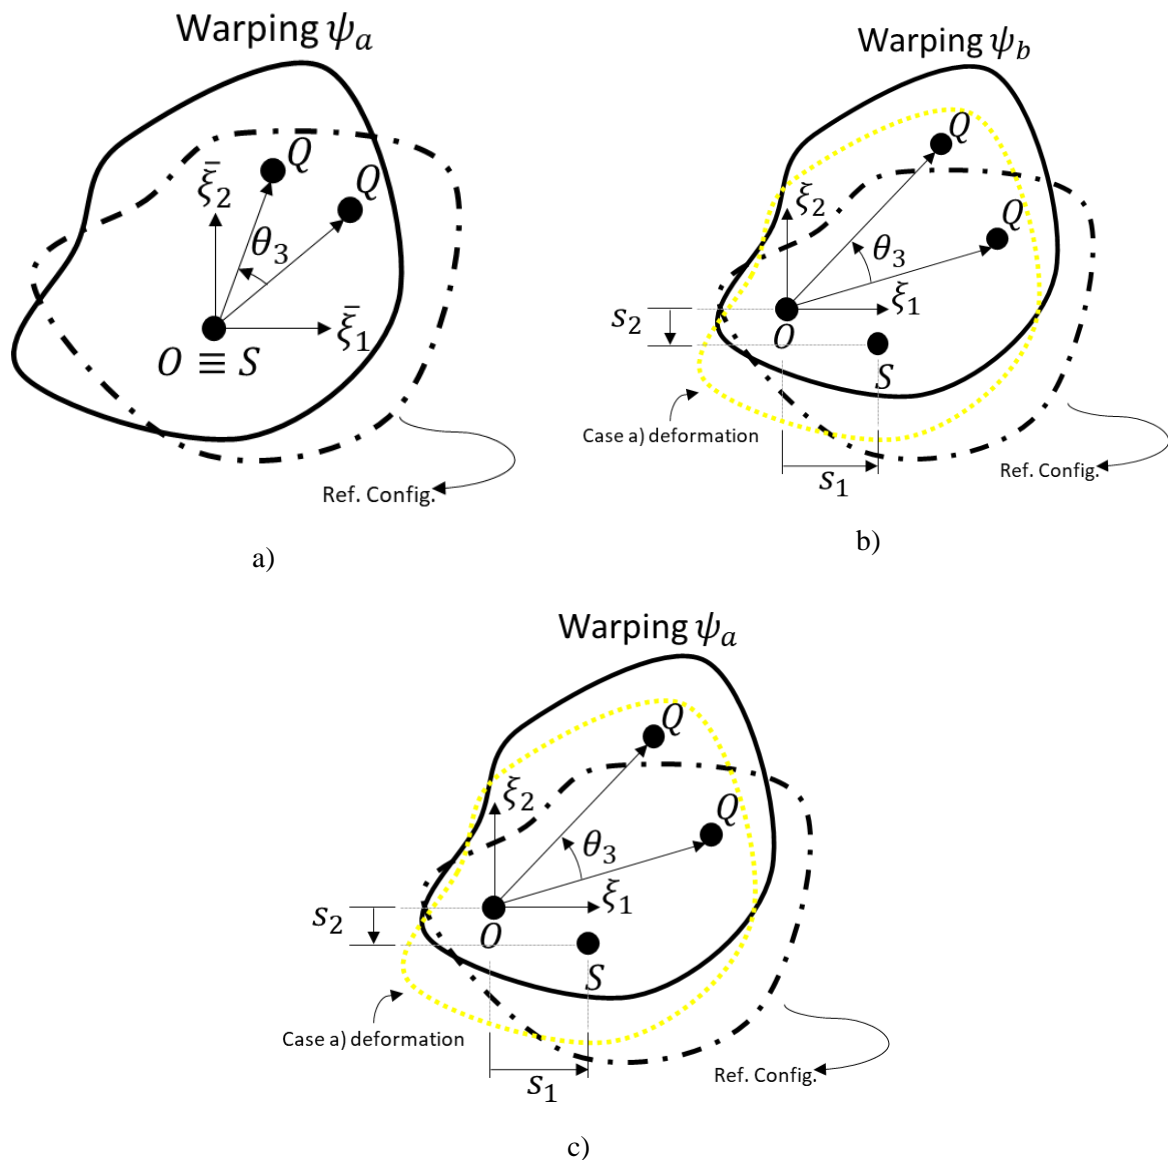 Warping ψₐ
Q
Q
ξ̄₂
θ₃
ξ̄₁
O ≡ S
Ref. Config.
a)
Warping ψ_b
Q
ξ₂
Q
θ₃
ξ₁
s₂
O
S
Case a) deformation
s₁
Ref. Config.
b)
Warping ψₐ
Q
ξ₂
Q
θ₃
ξ₁
s₂
O
S
Case a) deformation
Ref. Config.
s₁
c)